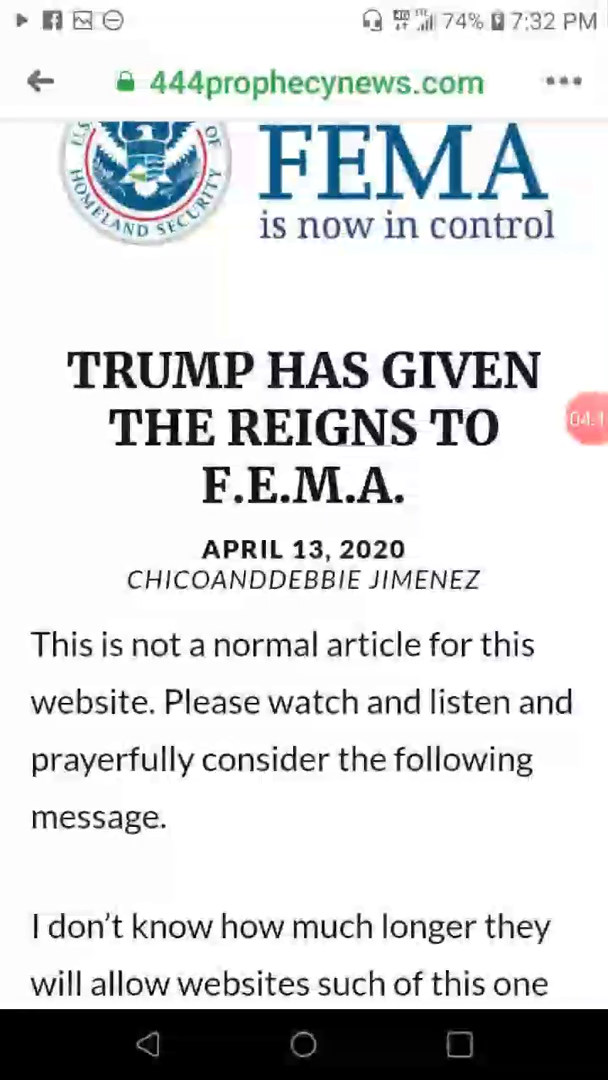 74% 7:32 PM
444prophecynews.com
U.S. OF
HOMELAND SECURITY
FEMA
is now in control
TRUMP HAS GIVEN
THE REIGNS TO
F.E.M.A.
APRIL 13, 2020
CHICOANDDEBBIE JIMENEZ
This is not a normal article for this
website. Please watch and listen and
prayerfully consider the following
message.
I don’t know how much longer they
will allow websites such of this one